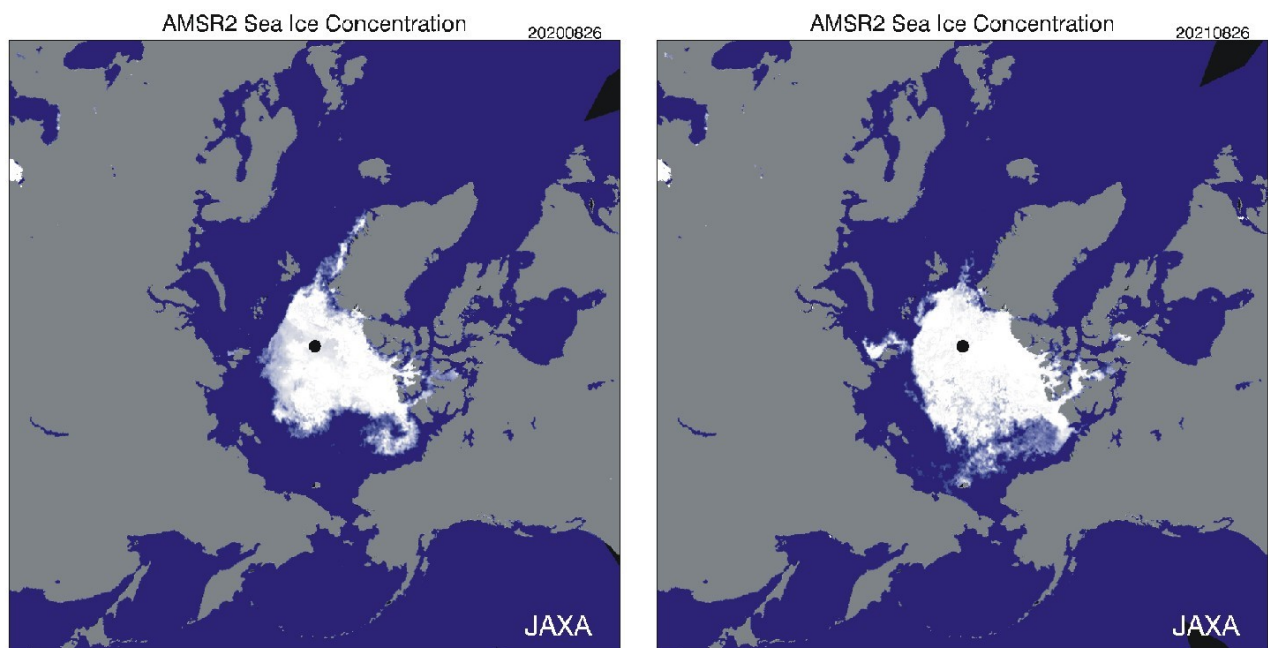 AMSR2 Sea Ice Concentration 20200826
JAXA
AMSR2 Sea Ice Concentration 20210826
JAXA